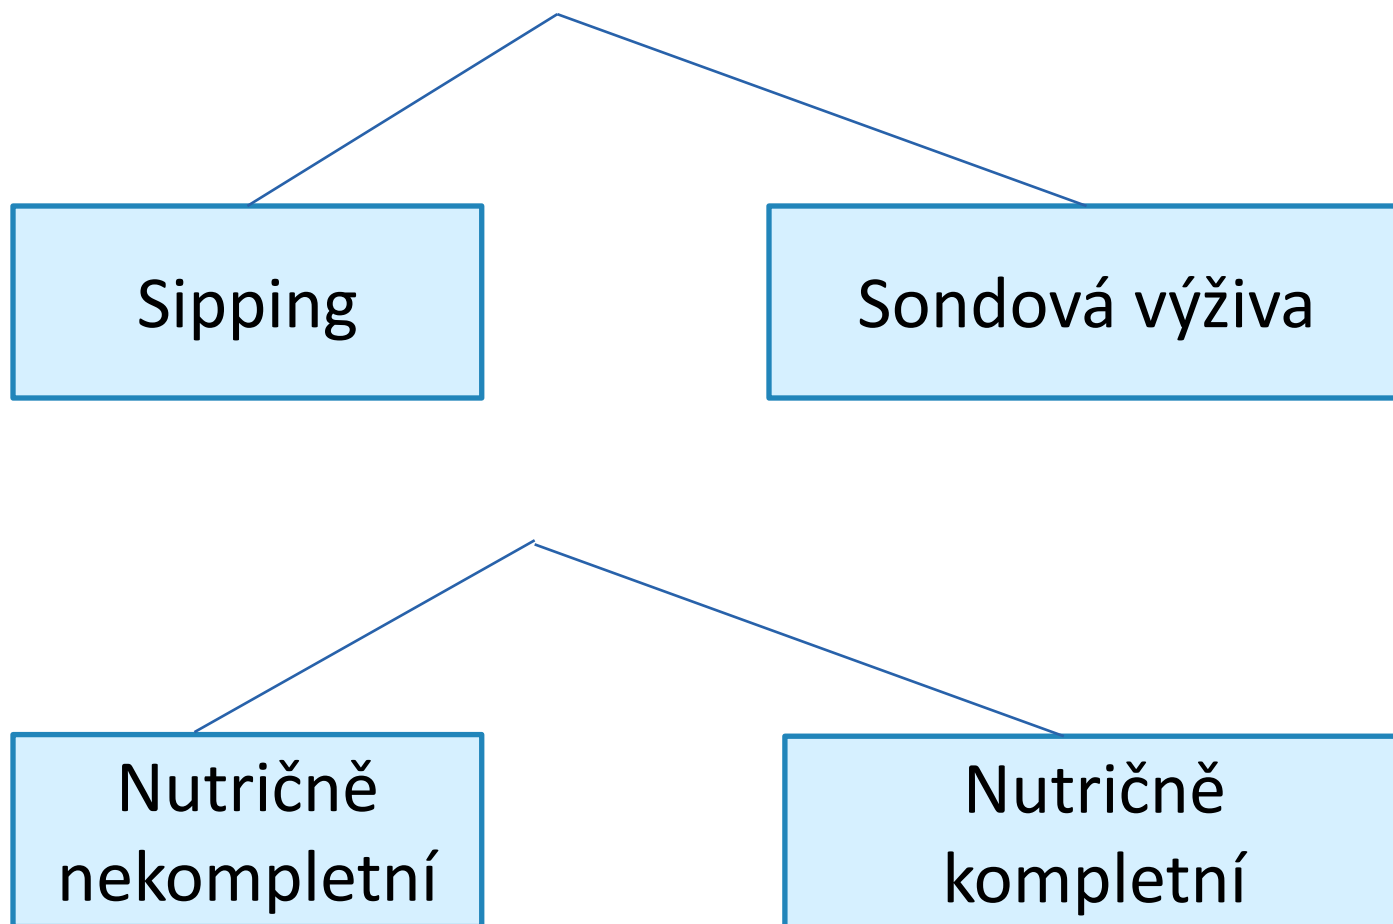 Sipping
Sondová výživa
Nutričně
nekompletní
Nutričně
kompletní